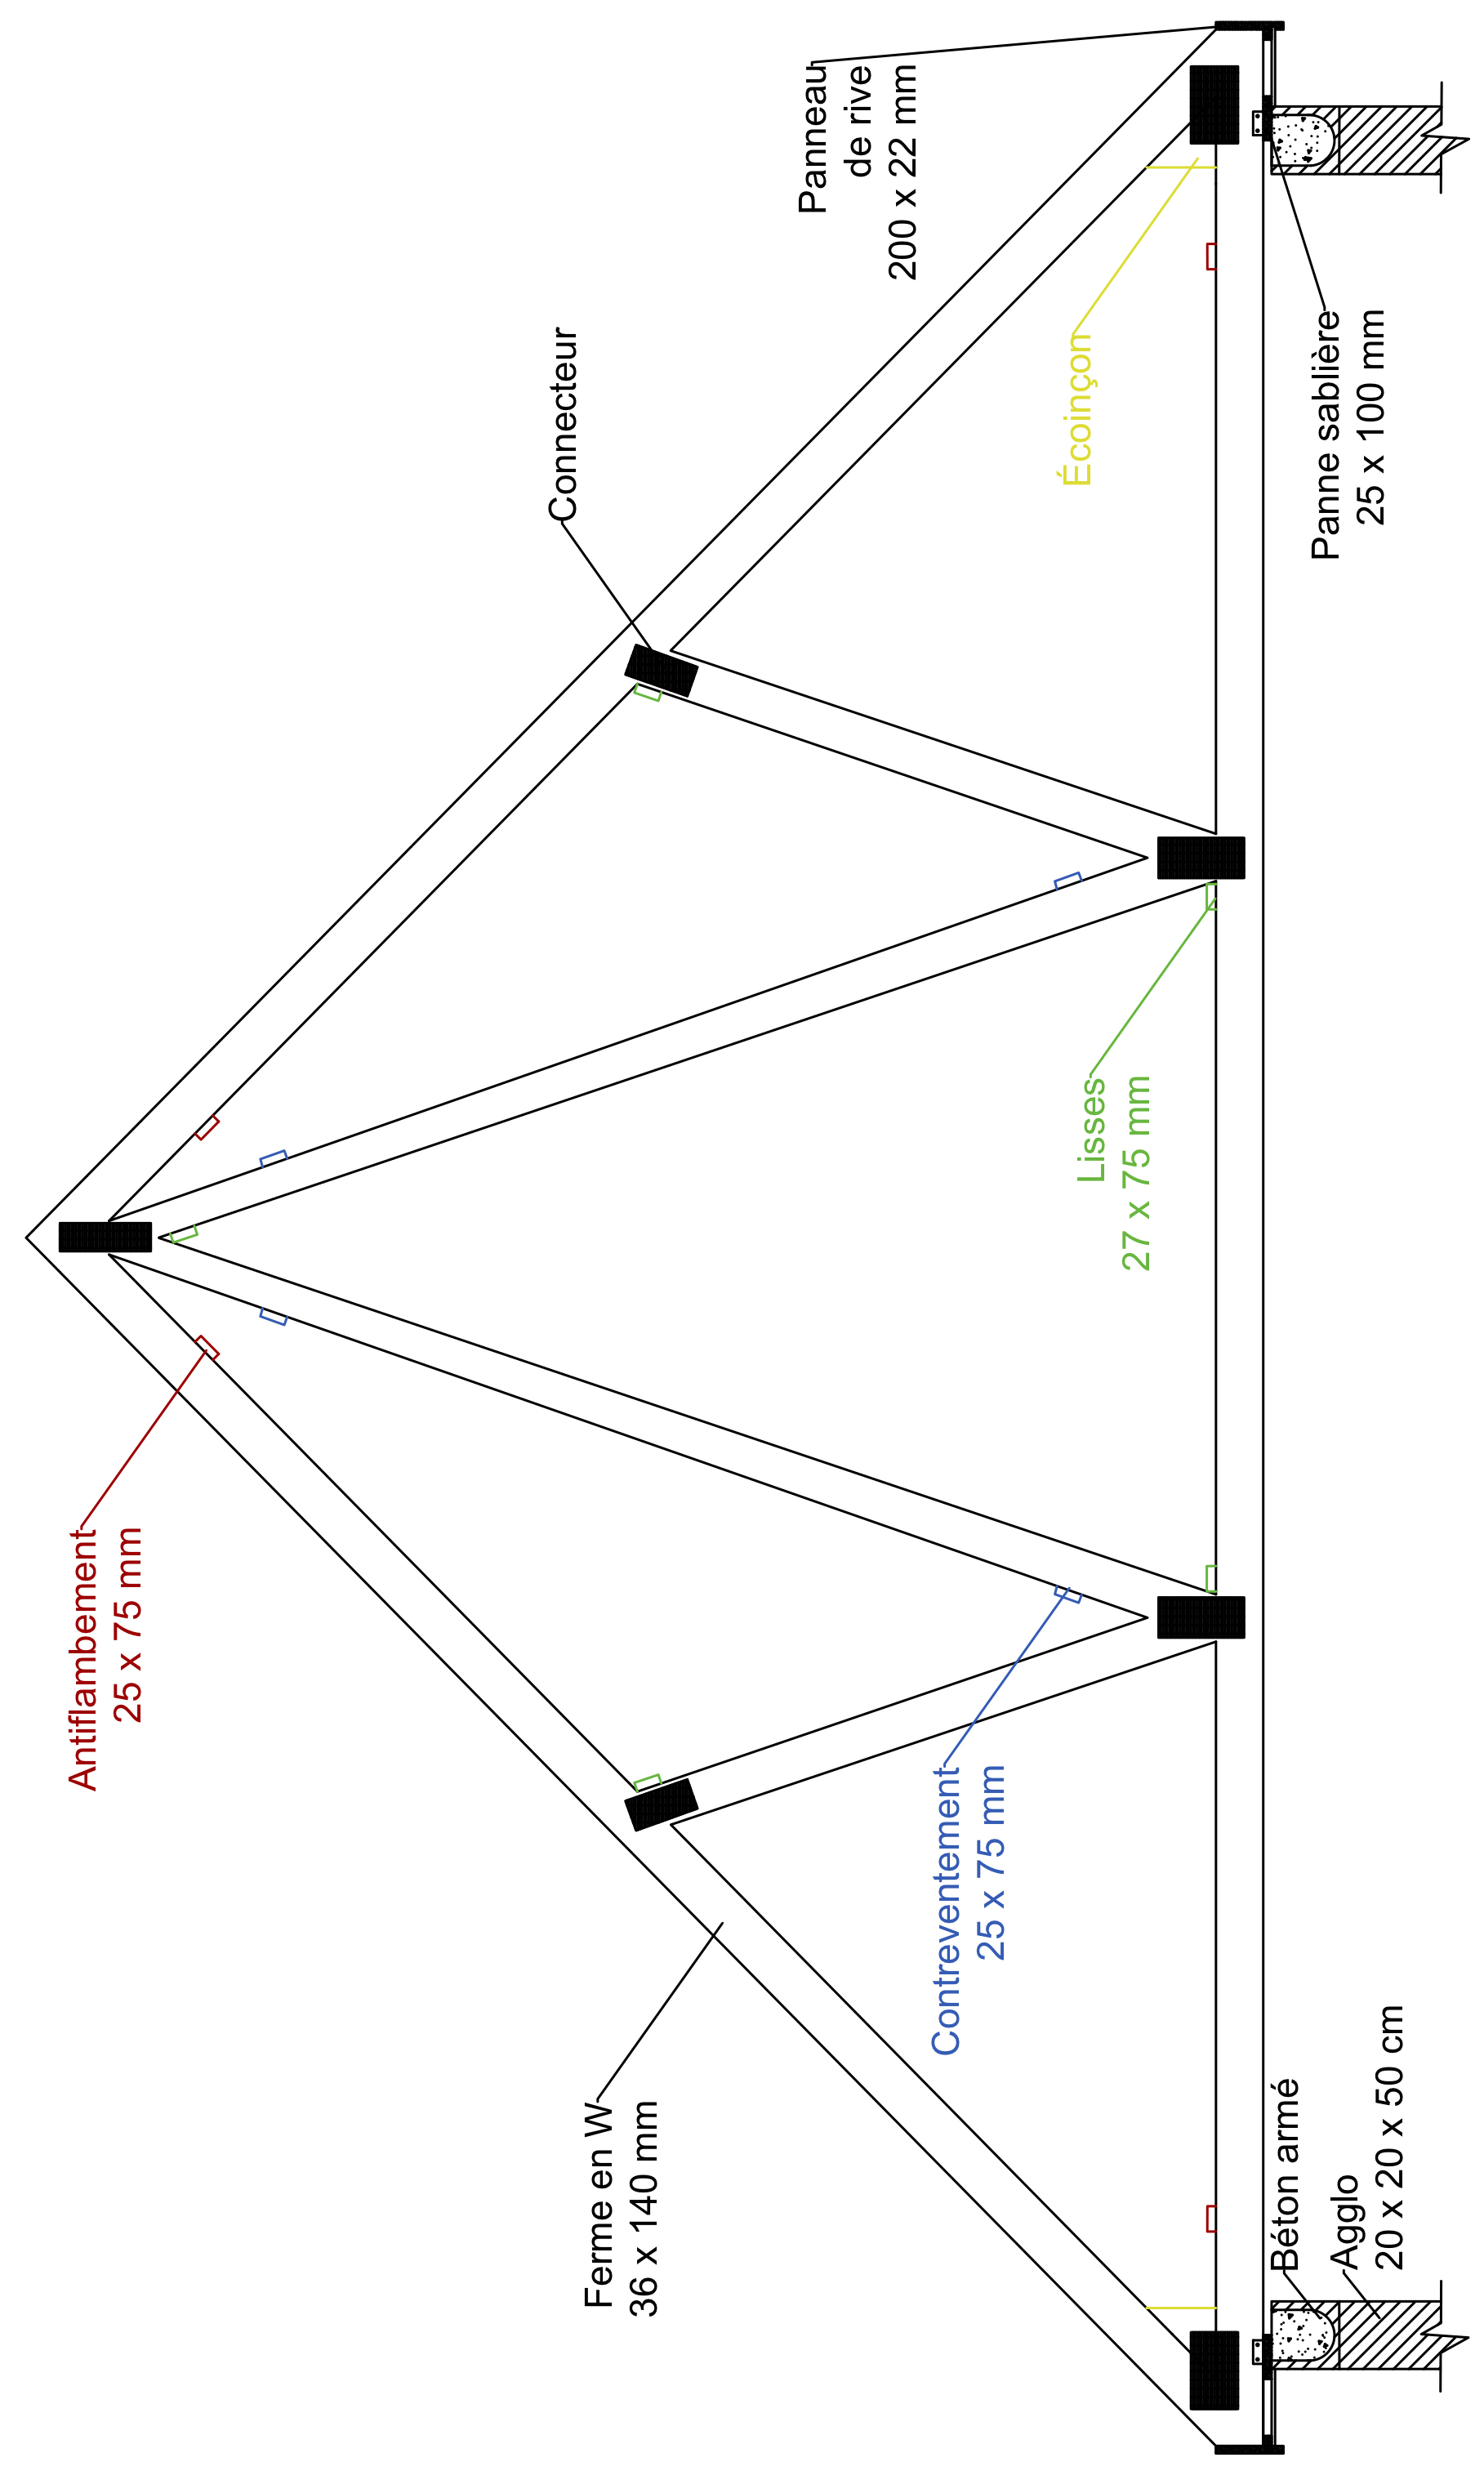 Antiflambement
25 x 75 mm
Connecteur
Panneau
de rive
200 x 22 mm
Ferme en W
36 x 140 mm
Contreventement
25 x 75 mm
Lisses
27 x 75 mm
Écoinçon
Béton armé
Agglo
20 x 20 x 50 cm
Panne sablière
25 x 100 mm